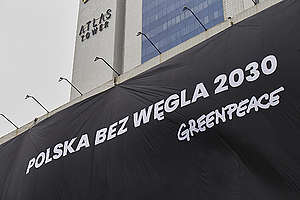 ATLAS
TOWER
POLSKA BEZ WĘGLA 2030
GREENPEACE